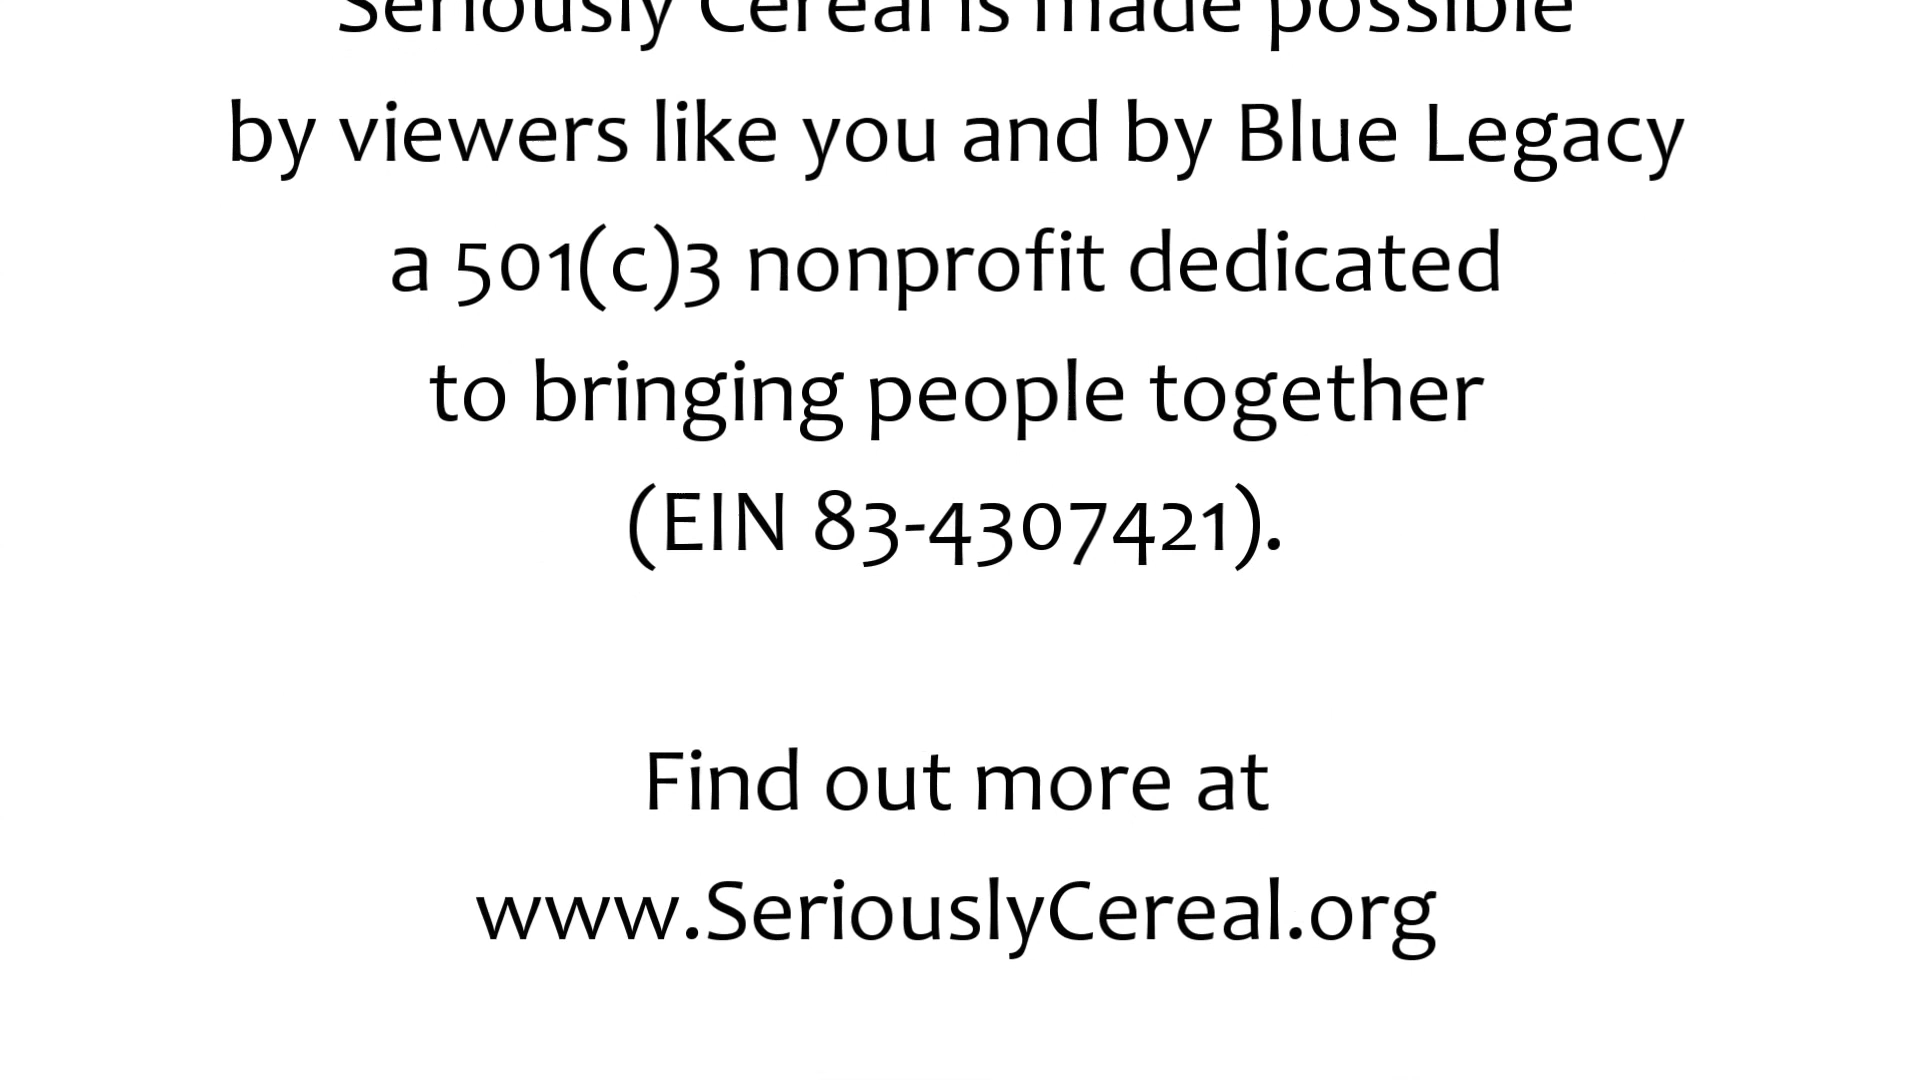 Seriously Cereal is made possible
by viewers like you and by Blue Legacy
a 501(c)3 nonprofit dedicated
to bringing people together
(EIN 83-4307421).
Find out more at
www.SeriouslyCereal.org